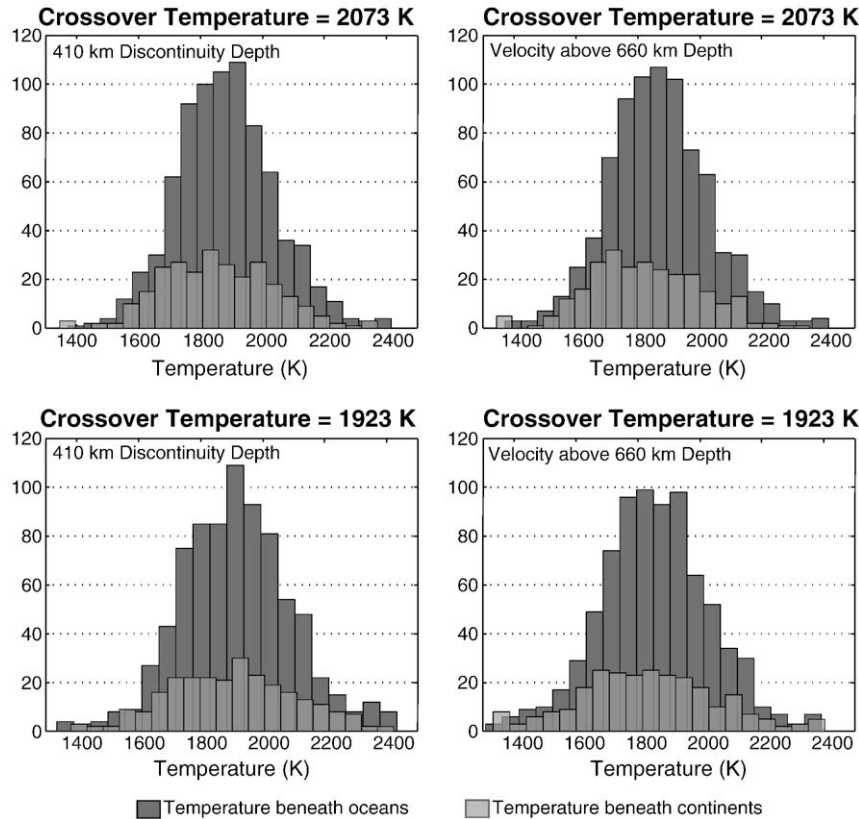 Crossover Temperature = 2073 K
410 km Discontinuity Depth
120
100
80
60
40
20
0
1400 1600 1800 2000 2200 2400
Temperature (K)
Crossover Temperature = 2073 K
Velocity above 660 km Depth
120
100
80
60
40
20
0
1400 1600 1800 2000 2200 2400
Temperature (K)
Crossover Temperature = 1923 K
410 km Discontinuity Depth
120
100
80
60
40
20
0
1400 1600 1800 2000 2200 2400
Temperature (K)
Crossover Temperature = 1923 K
Velocity above 660 km Depth
120
100
80
60
40
20
0
1400 1600 1800 2000 2200 2400
Temperature (K)
Temperature beneath oceans
Temperature beneath continents